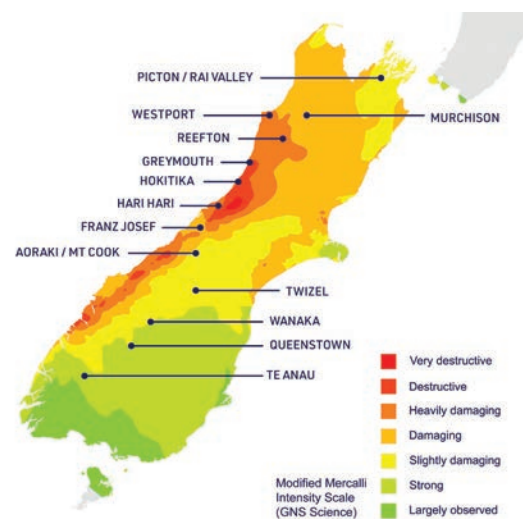 PICTON / RAI VALLEY
WESTPORT
MURCHISON
REEFTON
GREYMOUTH
HOKITIKA
HARI HARI
FRANZ JOSEF
AORAKI / MT COOK
TWIZEL
WANAKA
QUEENSTOWN
TE ANAU
Very destructive
Destructive
Heavily damaging
Damaging
Slightly damaging
Strong
Largely observed
Modified Mercalli
Intensity Scale
(GNS Science)